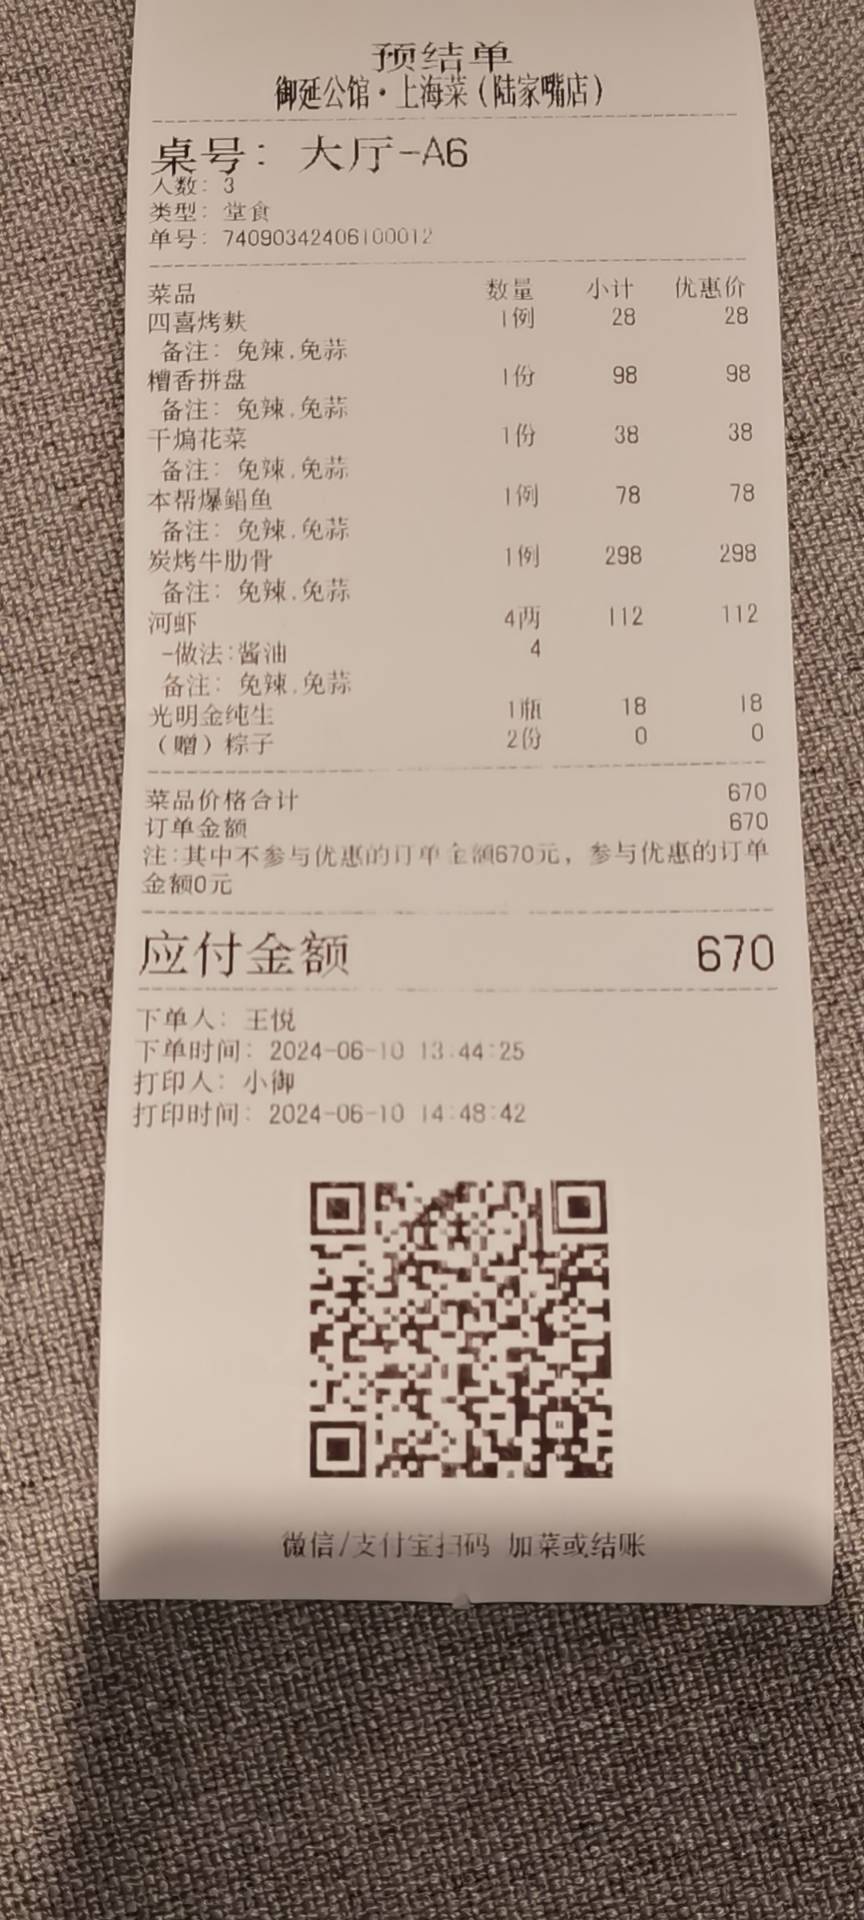 预结单
御延公馆·上海菜(陆家嘴店)
桌号: 大厅-A6
人数: 3
类型: 堂食
单号: 74090342406100012
菜品 数量 小计 优惠价
四喜烤麸 1例 28 28
备注: 免辣,免蒜
糟香拼盘 1份 98 98
备注: 免辣,免蒜
干煸花菜 1份 38 38
备注: 免辣,免蒜
本帮爆鲳鱼 1例 78 78
备注: 免辣,免蒜
炭烤牛肋骨 1例 298 298
备注: 免辣,免蒜
河虾 4两 112 112
-做法:酱油 4
备注: 免辣,免蒜
光明金纯生 1瓶 18 18
(赠)粽子 2份 0 0
菜品价格合计 670
订单金额 670
注:其中不参与优惠的订单金额670元, 参与优惠的订单
金额0元
应付金额 670
下单人: 王悦
下单时间: 2024-06-10 13:44:25
打印人: 小御
打印时间: 2024-06-10 14:48:42
微信/支付宝扫码 加菜或结账